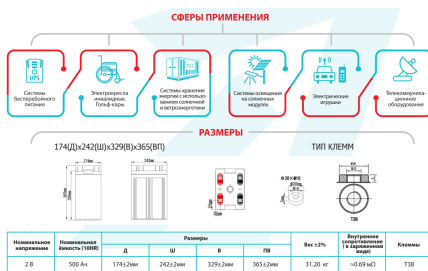 СФЕРЫ ПРИМЕНЕНИЯ
UPS
Системы
бесперебойного
питания
Электрокресла
инвалидные,
Гольф-кары
Системы хранения
энергии с использо-
ванием солнечной
и ветроэнергетики
Системы освещения
на солнечных
модулях
Электрические
игрушки
Телекоммуника-
ционное
оборудование
РАЗМЕРЫ
174(Д)x242(Ш)x329(В)x365(ВП)
ТИП КЛЕММ
T38
Номинальное напряжение
Номинальная ёмкость (10HR)
Размеры
Д Ш В ПВ
Вес ±2%
Внутреннее сопротивление (в заряженном виде)
Клеммы
2 В 500 Ач 174±2мм 242±2мм 329±2мм 365±2мм 31.20 кг ≈0.69 мΩ T38